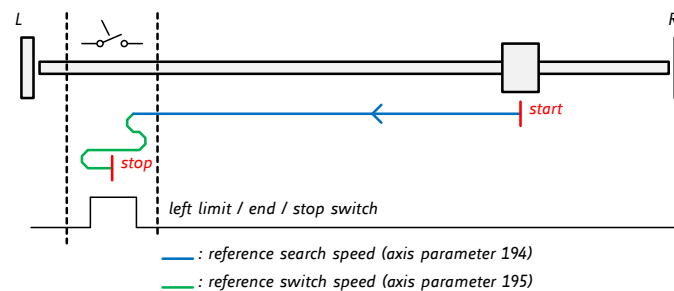 L
R
start
stop
left limit / end / stop switch
: reference search speed (axis parameter 194)
: reference switch speed (axis parameter 195)